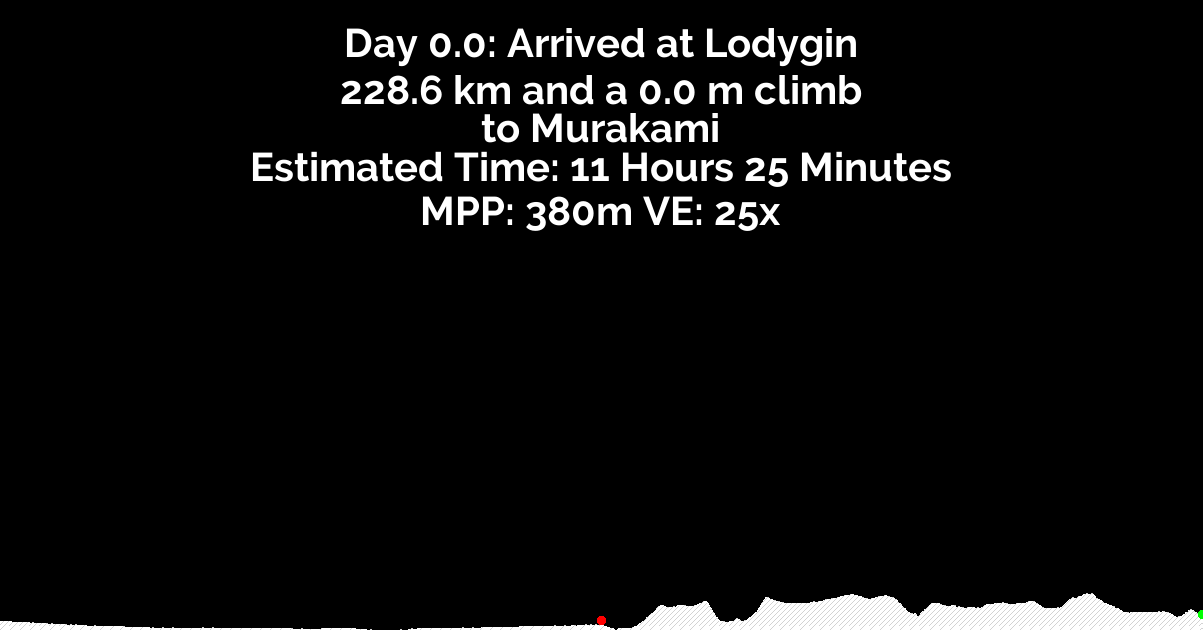 Day 0.0: Arrived at Lodygin
228.6 km and a 0.0 m climb
to Murakami
Estimated Time: 11 Hours 25 Minutes
MPP: 380m VE: 25x